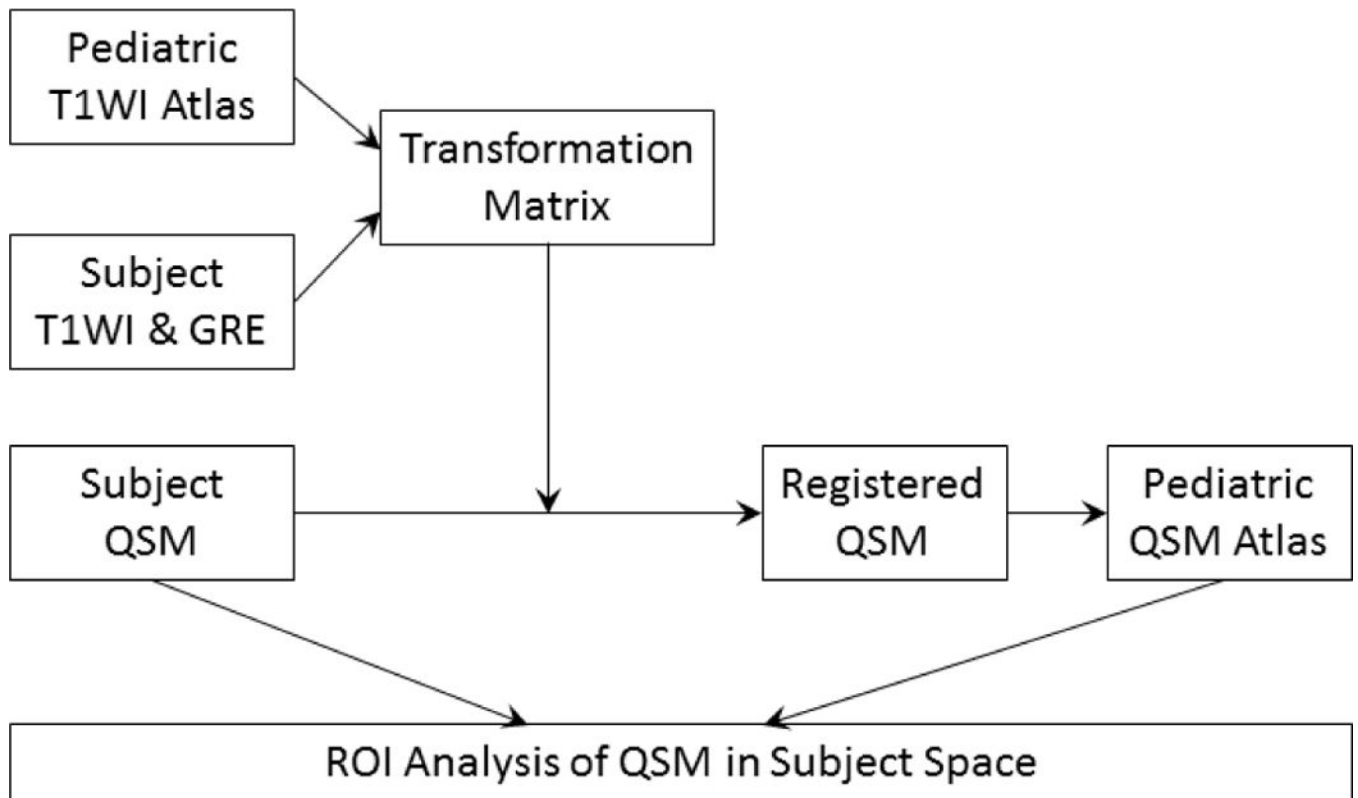 Pediatric
T1WI Atlas
Transformation
Matrix
Subject
T1WI & GRE
Subject
QSM
Registered
QSM
Pediatric
QSM Atlas
ROI Analysis of QSM in Subject Space